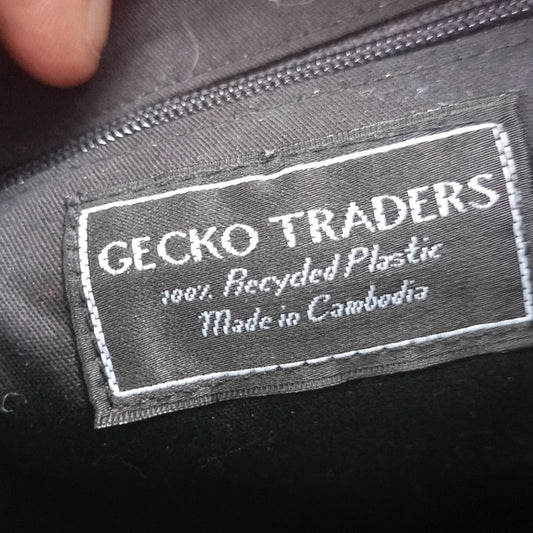 GECKO TRADERS
100% Recycled Plastic
Made in Cambodia